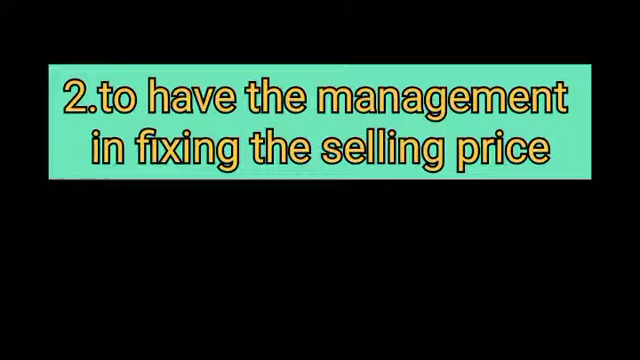 2.to have the management
in fixing the selling price